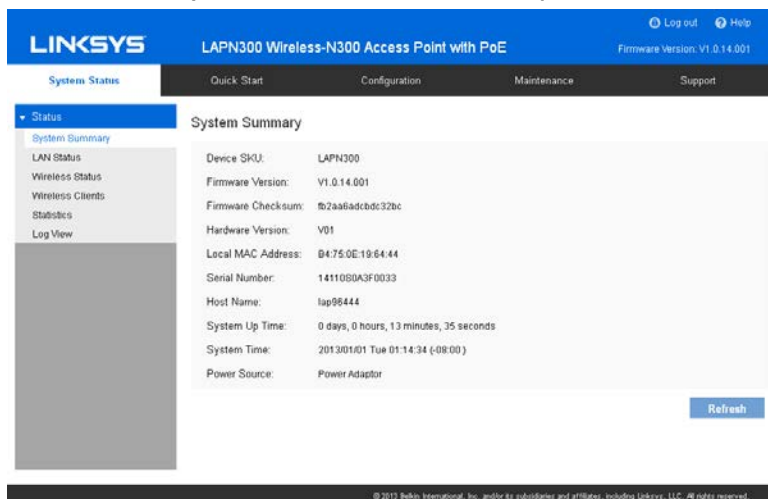 Log out Help
LINKSYS LAPN300 Wireless-N300 Access Point with PoE Firmware Version: V1.0.14.001
System Status Quick Start Configuration Maintenance Support
Status
System Summary
LAN Status
Wireless Status
Wireless Clients
Statistics
Log View
System Summary
Device SKU: LAPN300
Firmware Version: V1.0.14.001
Firmware Checksum: fb2aa6adcbdc32bc
Hardware Version: V01
Local MAC Address: B4:75:0E:19:64:44
Serial Number: 14110S0A3F0033
Host Name: lap96444
System Up Time: 0 days, 0 hours, 13 minutes, 35 seconds
System Time: 2013/01/01 Tue 01:14:34 (-08:00 )
Power Source: Power Adaptor
Refresh
© 2013 Belkin International, Inc. and/or its subsidiaries and affiliates, including Linksys, LLC. All rights reserved.